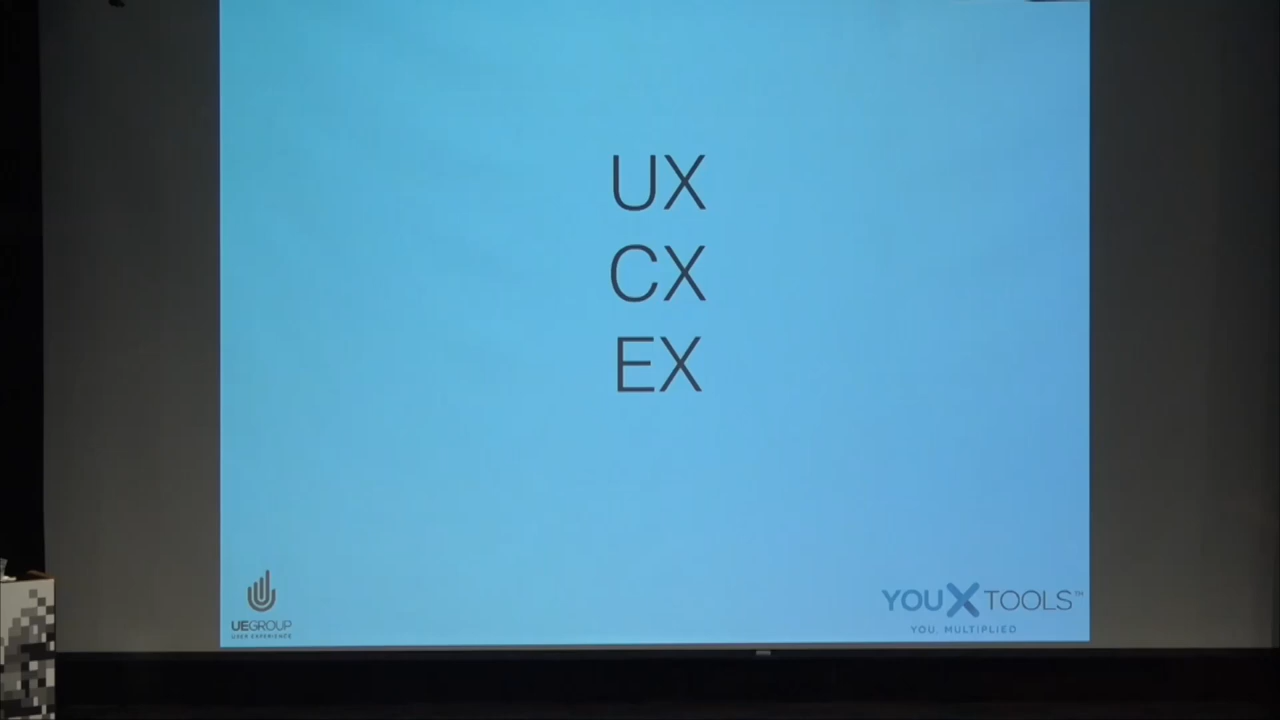 UX
CX
EX
UEGROUP
USER EXPERIENCE
YOUXTOOLS™
YOU, MULTIPLIED